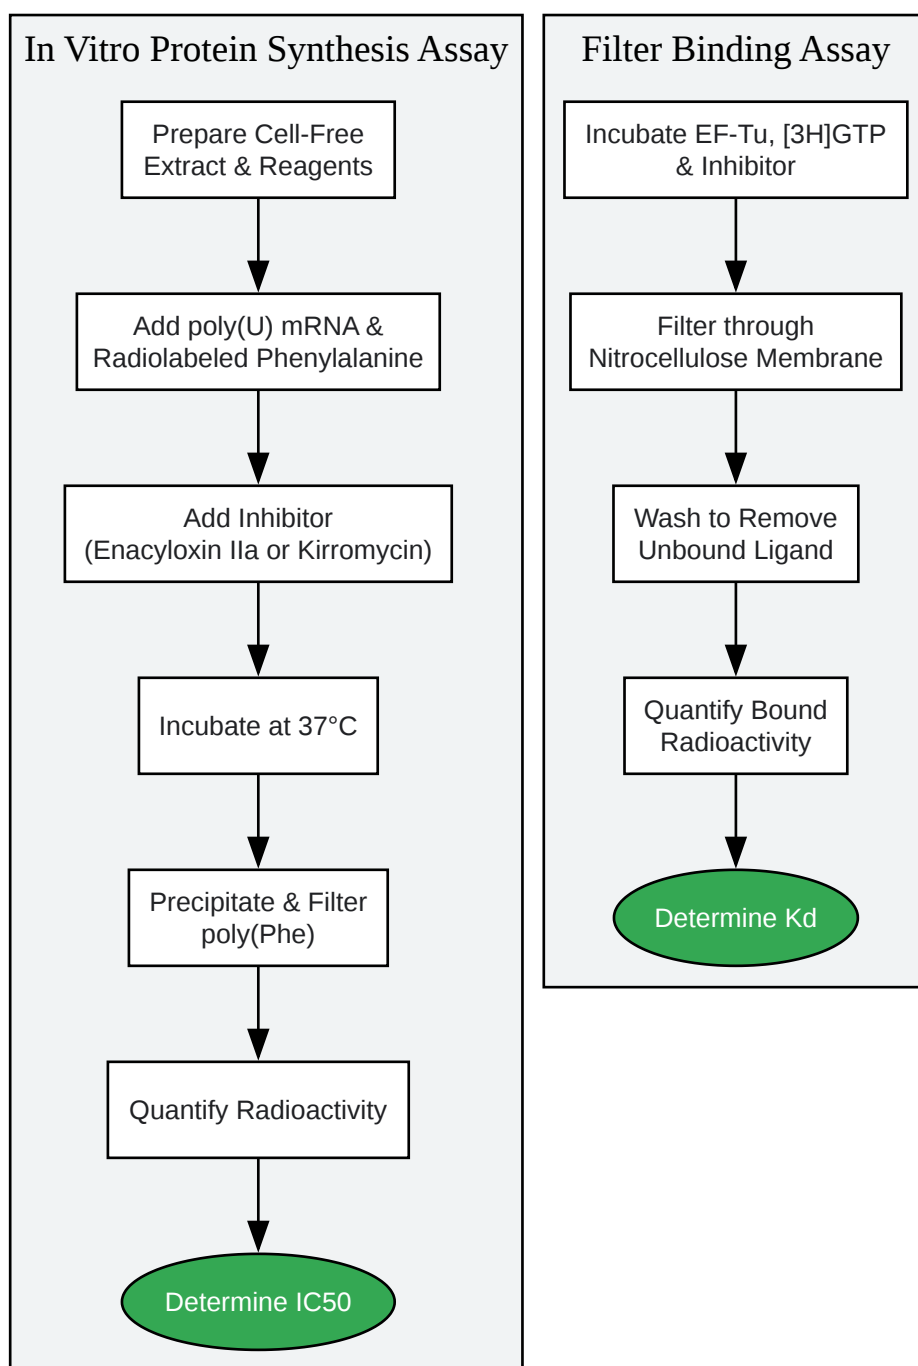 In Vitro Protein Synthesis Assay
Prepare Cell-Free
Extract & Reagents
Add poly(U) mRNA &
Radiolabeled Phenylalanine
Add Inhibitor
(Enacyloxin IIa or Kirromycin)
Incubate at 37°C
Precipitate & Filter
poly(Phe)
Quantify Radioactivity
Determine IC50
Filter Binding Assay
Incubate EF-Tu, [3H]GTP
& Inhibitor
Filter through
Nitrocellulose Membrane
Wash to Remove
Unbound Ligand
Quantify Bound
Radioactivity
Determine Kd